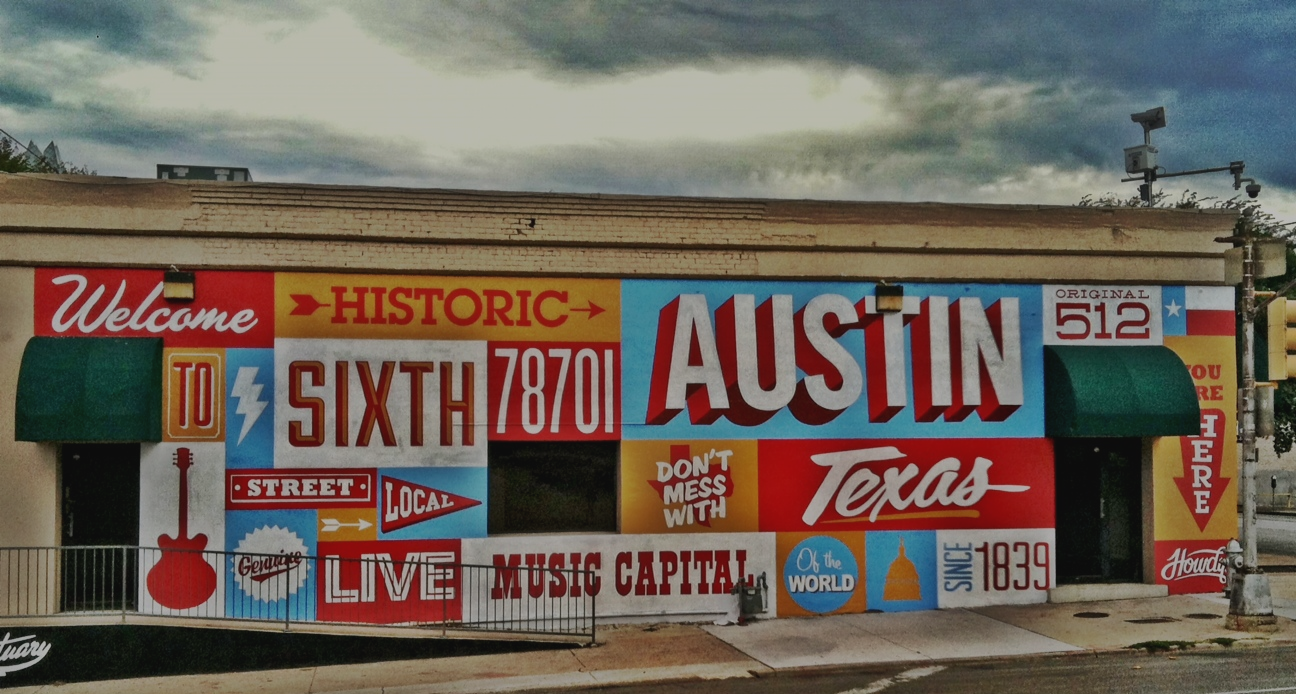 Welcome
HISTORIC
TO
SIXTH
78701
AUSTIN
ORIGINAL
512
STREET
LOCAL
DON'T
MESS
WITH
Texas
Genuine
LIVE
MUSIC CAPITAL
Of the
WORLD
SINCE
1839
YOU
ARE
HERE
Howdy